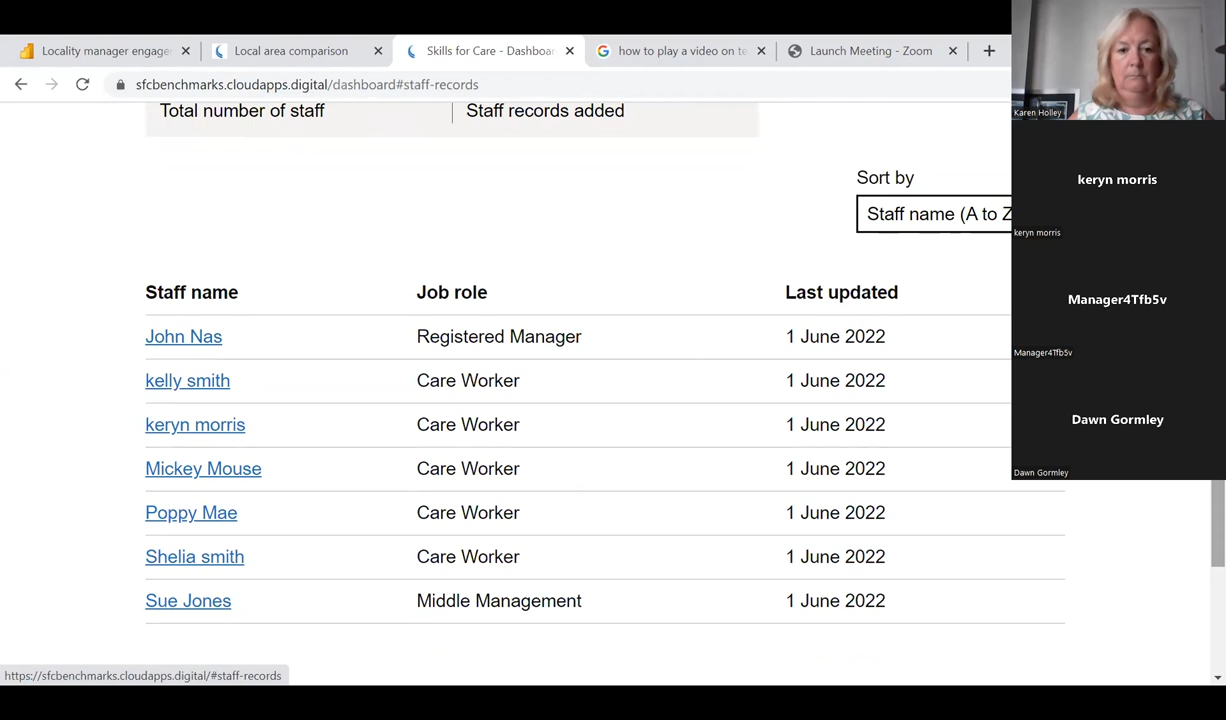 Locality manager engage
Local area comparison
Skills for Care - Dashboa
how to play a video on te
Launch Meeting - Zoom
sfcbenchmarks.cloudapps.digital/dashboard#staff-records
Total number of staff
Staff records added
Sort by
Staff name (A to Z
Staff name Job role Last updated
John Nas Registered Manager 1 June 2022
kelly smith Care Worker 1 June 2022
keryn morris Care Worker 1 June 2022
Mickey Mouse Care Worker 1 June 2022
Poppy Mae Care Worker 1 June 2022
Shelia smith Care Worker 1 June 2022
Sue Jones Middle Management 1 June 2022
https://sfcbenchmarks.cloudapps.digital/#staff-records
Karen Holley
keryn morris
keryn morris
Manager4Tfb5v
Manager4Tfb5v
Dawn Gormley
Dawn Gormley